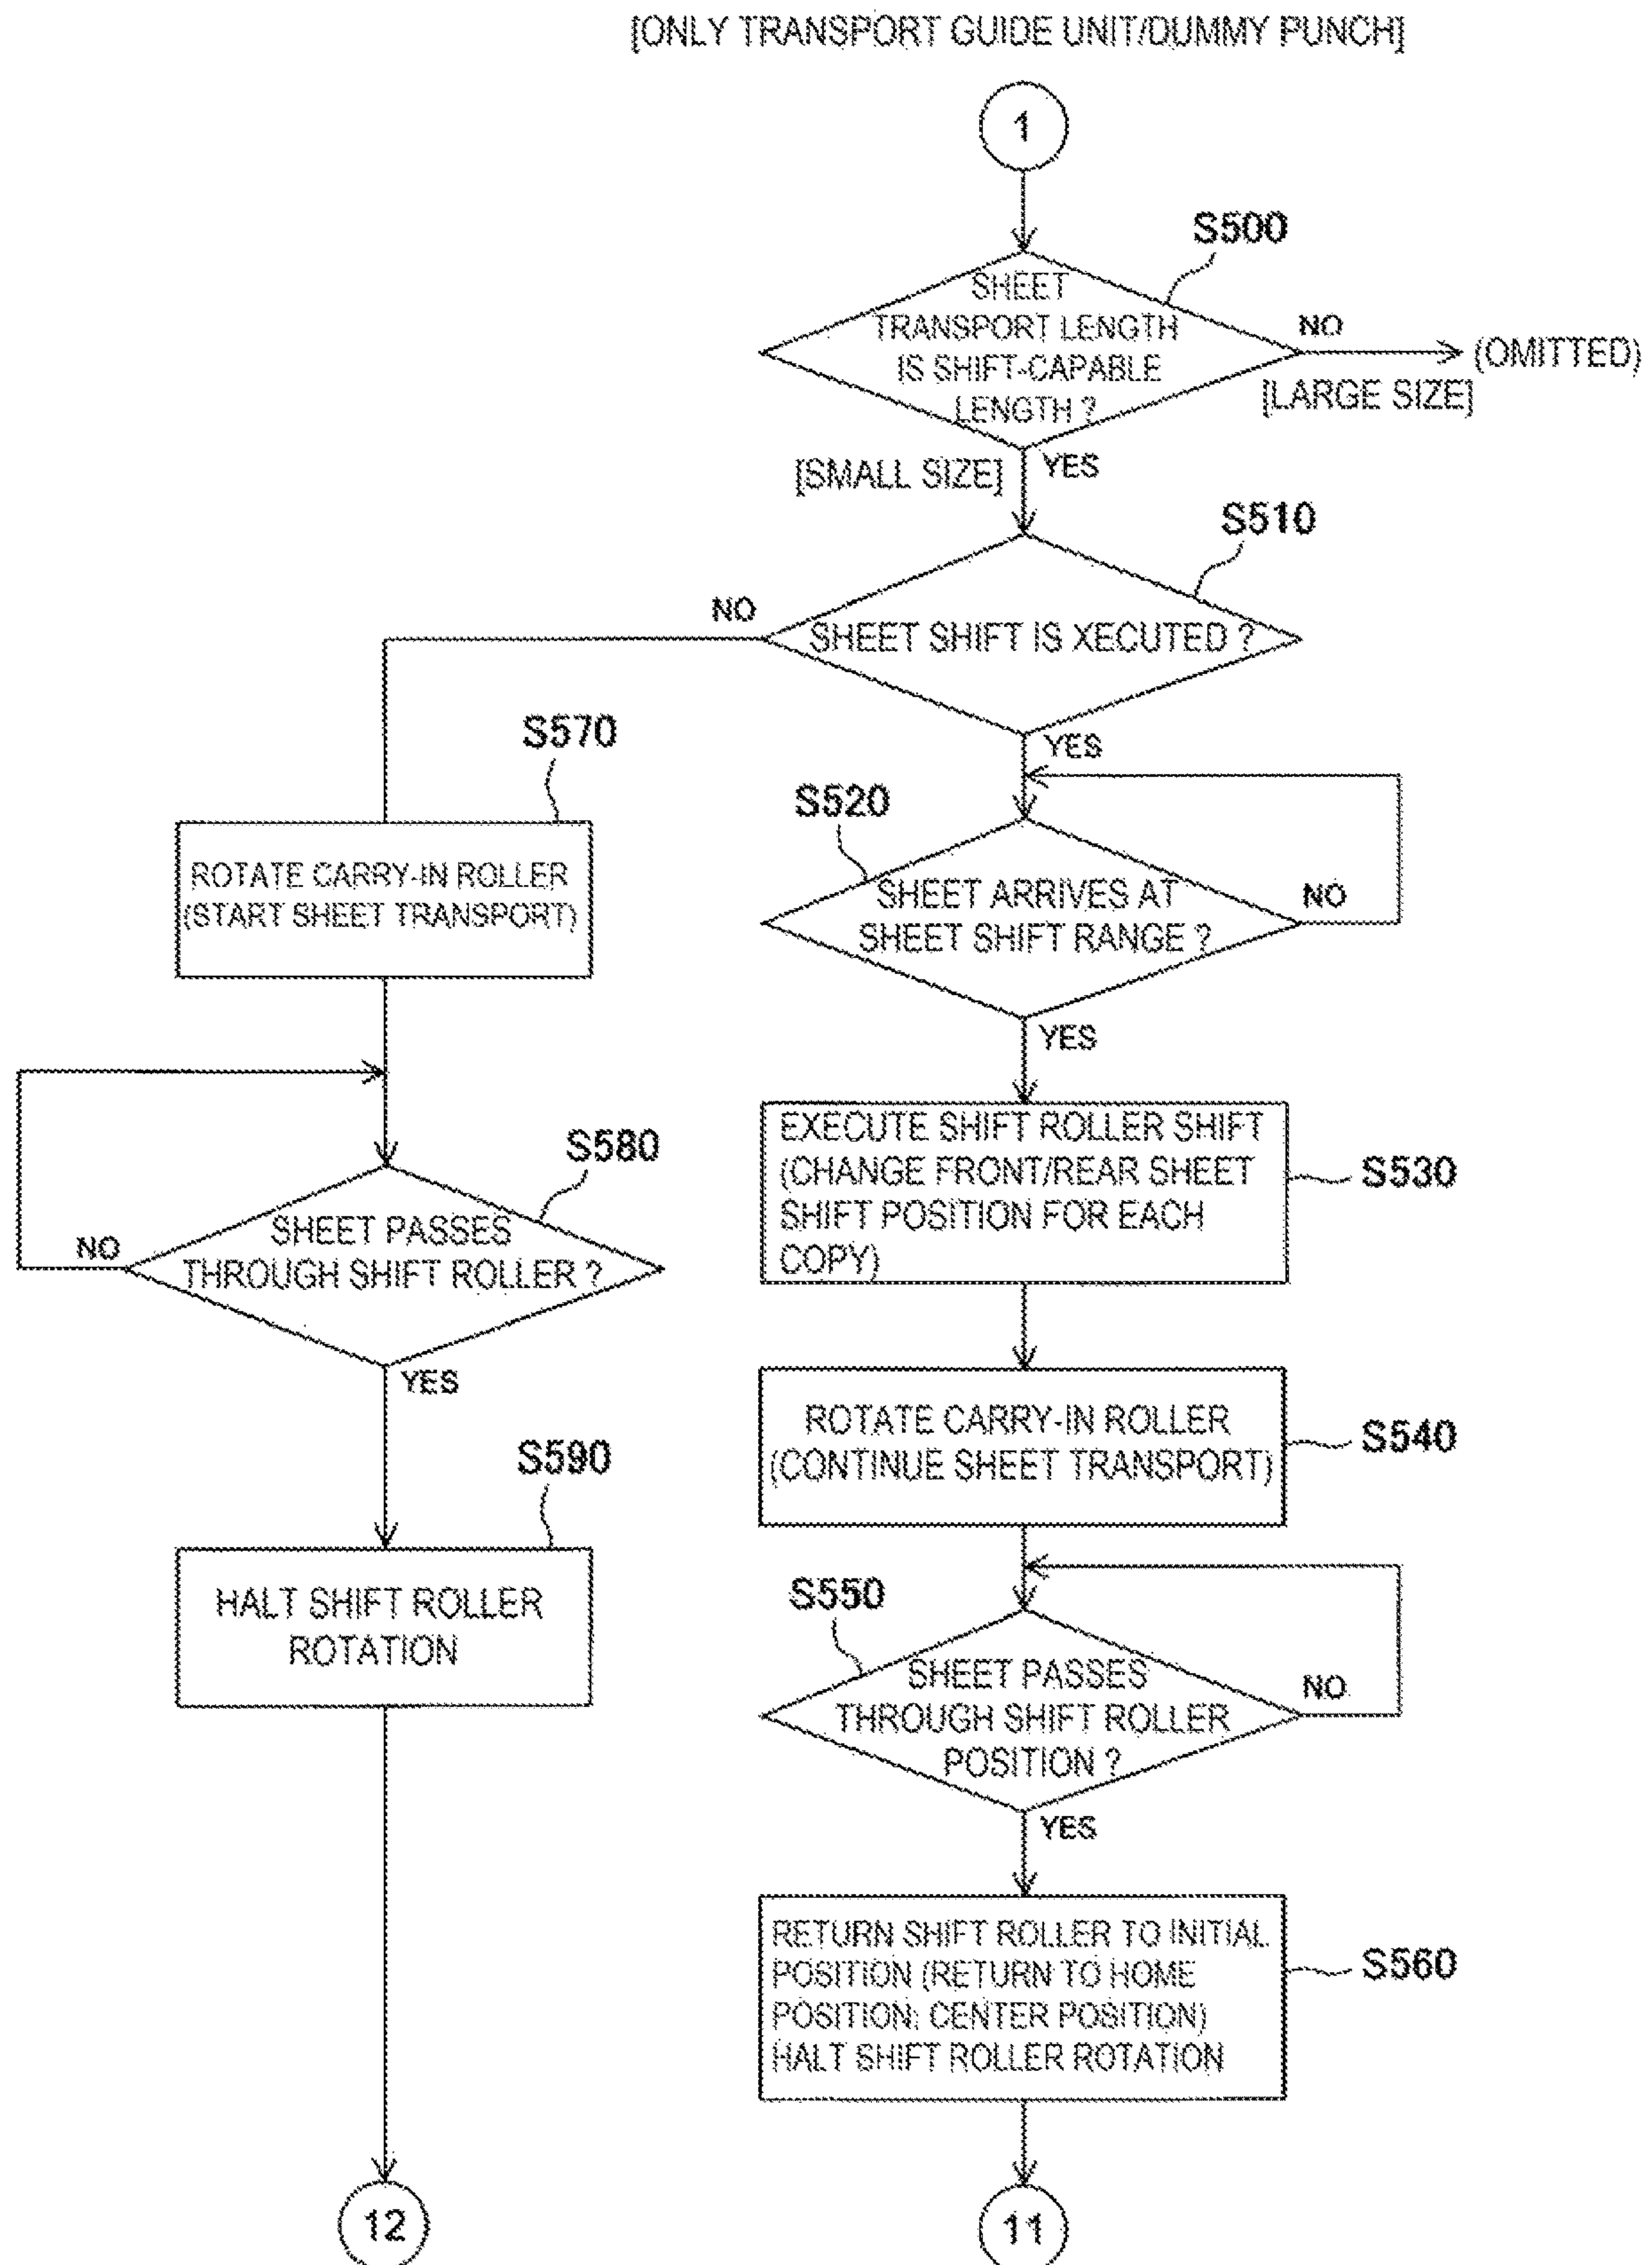 [ONLY TRANSPORT GUIDE UNIT/DUMMY PUNCH]
1
S500
SHEET
TRANSPORT LENGTH
IS SHIFT-CAPABLE
LENGTH ?
NO
(OMITTED)
[LARGE SIZE]
[SMALL SIZE]
YES
S510
SHEET SHIFT IS XECUTED ?
NO
YES
S570
ROTATE CARRY-IN ROLLER
(START SHEET TRANSPORT)
S520
SHEET ARRIVES AT
SHEET SHIFT RANGE ?
NO
YES
EXECUTE SHIFT ROLLER SHIFT
(CHANGE FRONT/REAR SHEET
SHIFT POSITION FOR EACH
COPY)
S530
S580
SHEET PASSES
THROUGH SHIFT ROLLER ?
NO
YES
ROTATE CARRY-IN ROLLER
(CONTINUE SHEET TRANSPORT)
S540
S590
HALT SHIFT ROLLER
ROTATION
S550
SHEET PASSES
THROUGH SHIFT ROLLER
POSITION ?
NO
YES
RETURN SHIFT ROLLER TO INITIAL
POSITION (RETURN TO HOME
POSITION: CENTER POSITION)
HALT SHIFT ROLLER ROTATION
S560
12
11